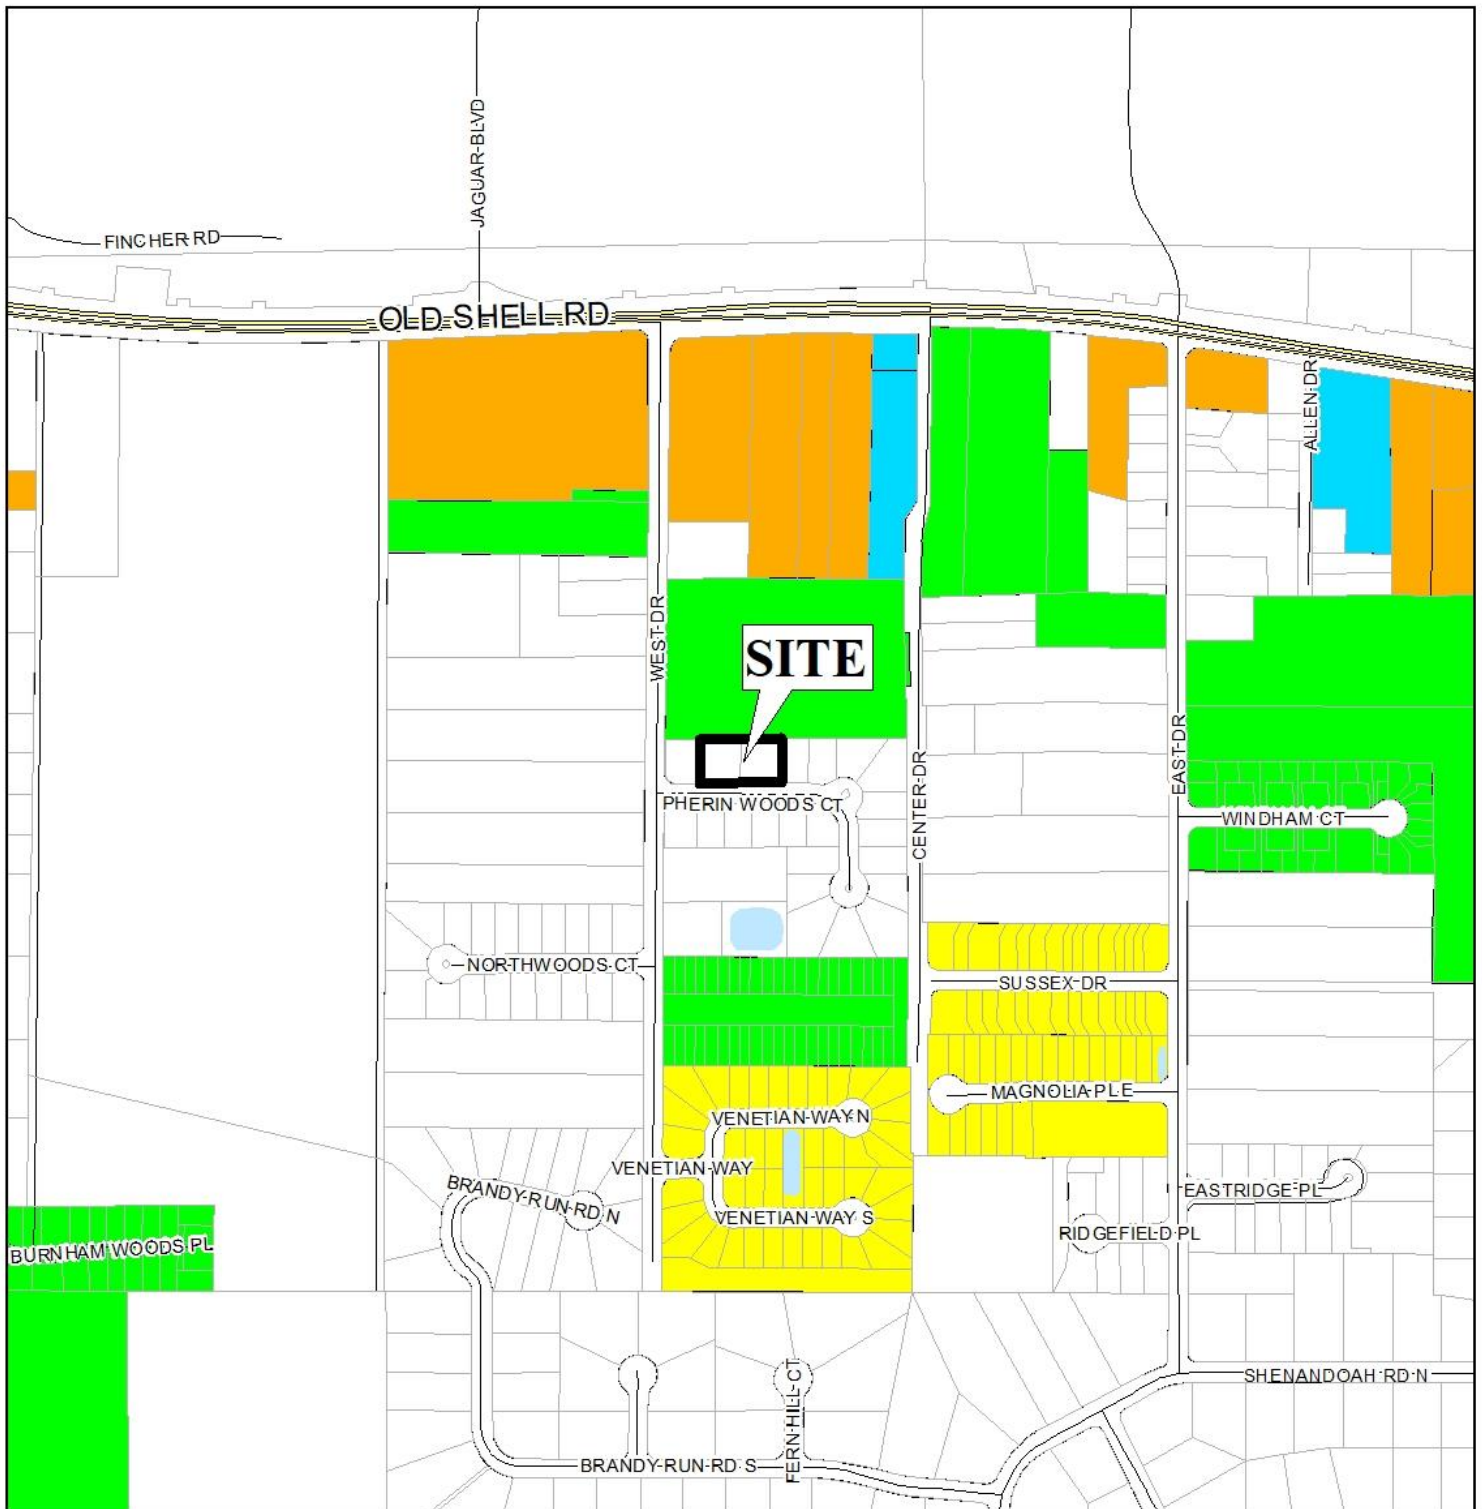 JAGUAR BLVD
FINCHER RD
OLD SHELL RD
ALLEN DR
WEST DR
SITE
EAST DR
CENTER DR
PHERIN WOODS CT
WINDHAM CT
NORTHWOODS CT
SUSSEX DR
MAGNOLIA PL E
VENETIAN WAY N
VENETIAN WAY
BRANDY RUN RD N
EASTRIDGE PL
VENETIAN WAY S
RIDGEFIELD PL
BURNHAM WOODS PL
SHENANDOAH RD N
FERN HILL CT
BRANDY RUN RD S